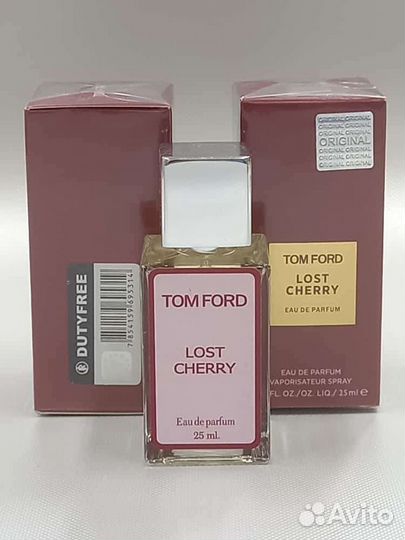 ORIGINAL ORIGINAL
ORIGINAL ORIGINAL
ORIGINAL
ORIGINAL ORIGINAL
ORIGINAL ORIGINAL
TOM FORD
LOST
CHERRY
EAU DE PARFUM
EAU DE PARFUM
VAPORISATEUR SPRAY
FL. OZ./OZ. LIQ./25ml e
DUTYFREE
7854159695314
TOM FORD
LOST
CHERRY
Eau de parfum
25 ml.
Avito